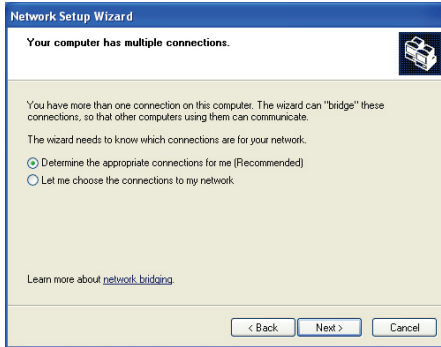 Network Setup Wizard
Your computer has multiple connections.
You have more than one connection on this computer. The wizard can "bridge" these
connections, so that other computers using them can communicate.
The wizard needs to know which connections are for your network.
Determine the appropriate connections for me (Recommended)
Let me choose the connections to my network
Learn more about network bridging.
< Back Next > Cancel